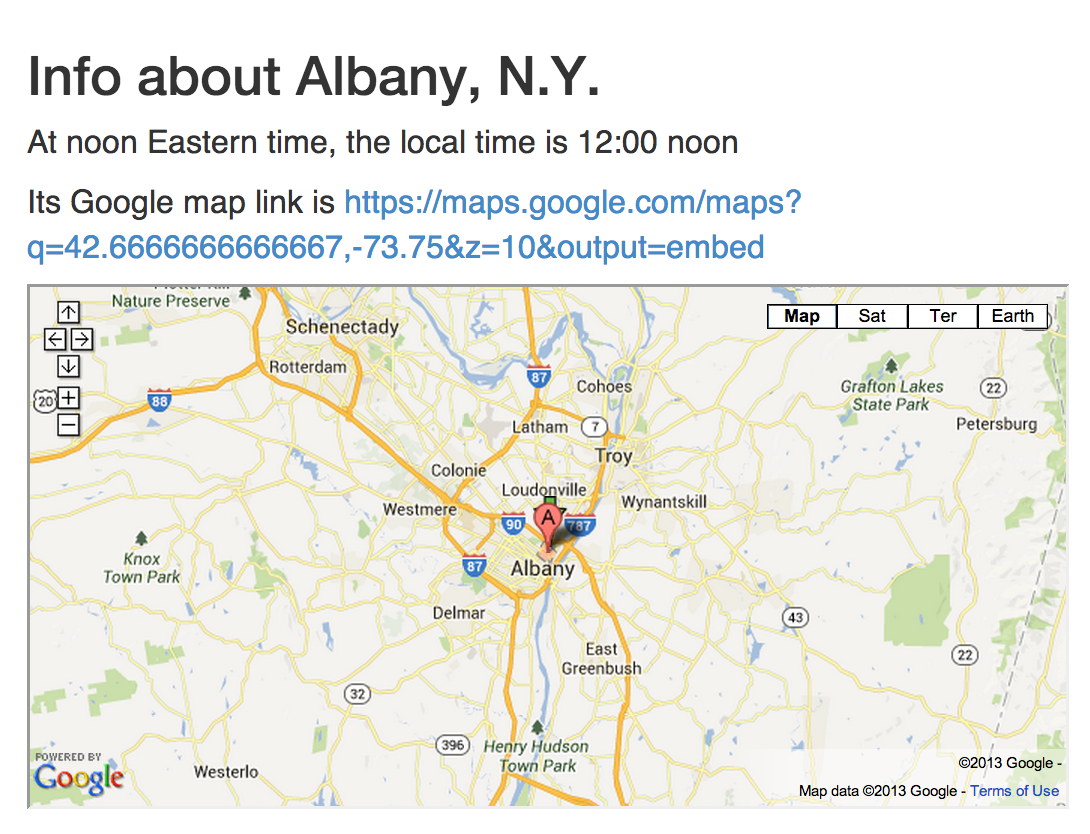 Info about Albany, N.Y.
At noon Eastern time, the local time is 12:00 noon
Its Google map link is https://maps.google.com/maps?
q=42.6666666666667,-73.75&z=10&output=embed
Nature Preserve
Map Sat Ter Earth
Schenectady
Rotterdam
87
Cohoes
Grafton Lakes
State Park
22
20
88
Latham
7
Petersburg
Troy
Colonie
Loudonville
Wynantskill
Westmere
90
A
787
Knox
Town Park
87
Albany
Delmar
43
East
Greenbush
22
32
396
Henry Hudson
Town Park
Westerlo
POWERED BY
Google
©2013 Google -
Map data ©2013 Google - Terms of Use